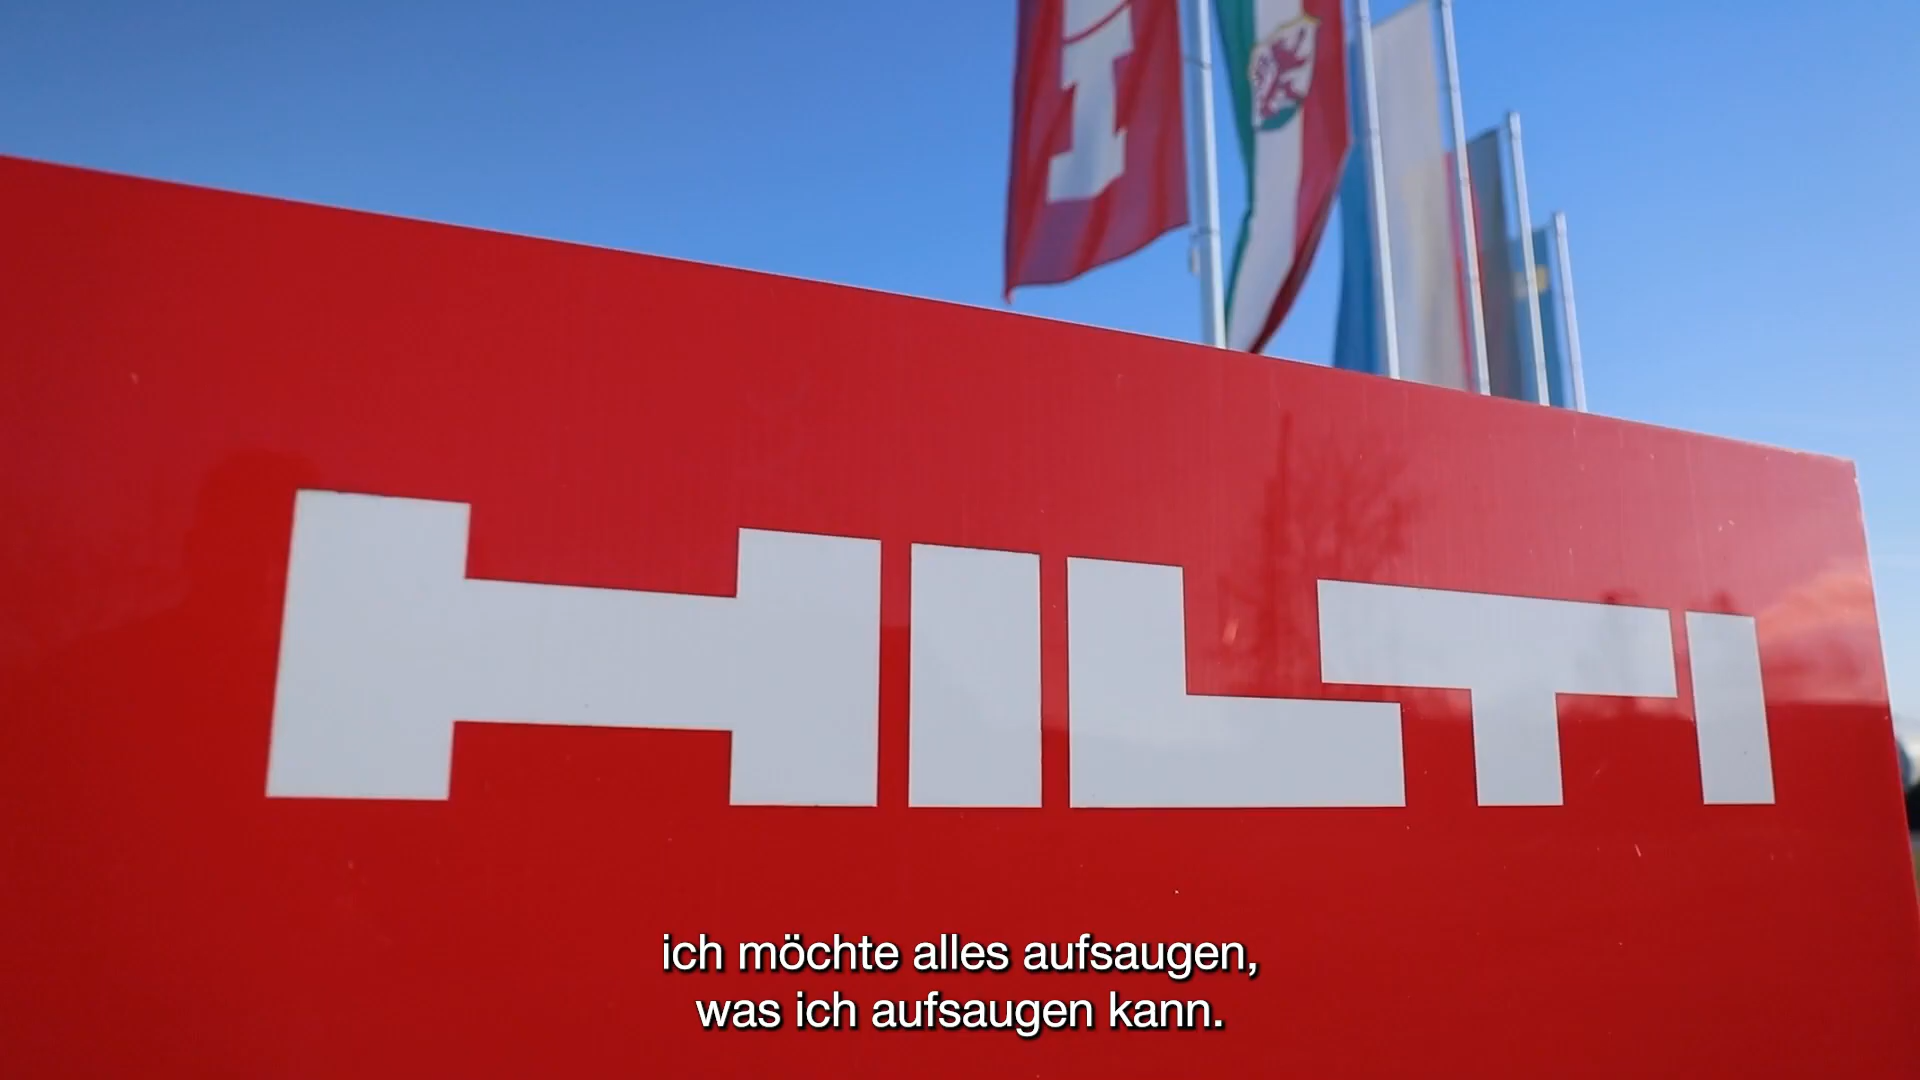 HILTI
ich möchte alles aufsaugen,
was ich aufsaugen kann.